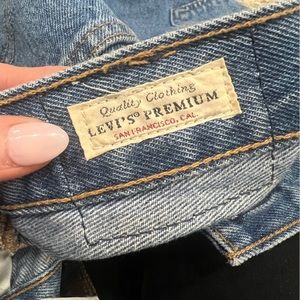 Quality Clothing
LEVI'S® PREMIUM
SAN FRANCISCO, CAL